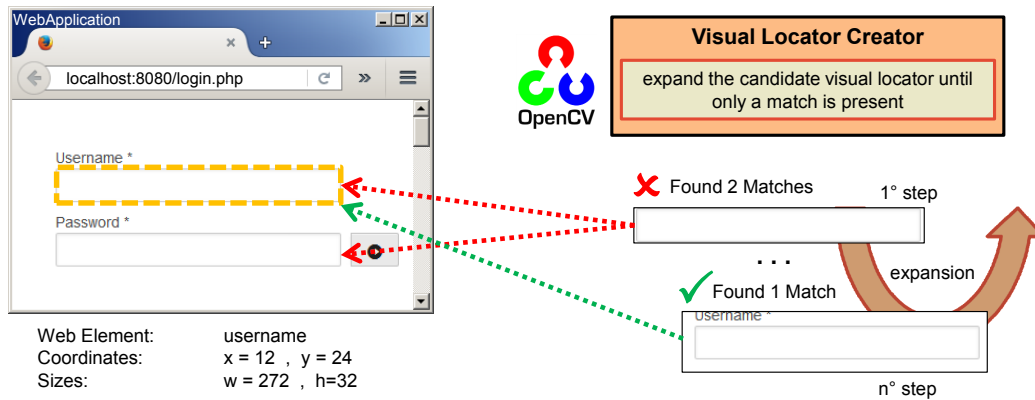 WebApplication
localhost:8080/login.php
Username *
Password *
Web Element: username
Coordinates: x = 12 , y = 24
Sizes: w = 272 , h=32
OpenCV
Visual Locator Creator
expand the candidate visual locator until
only a match is present
Found 2 Matches
1° step
. . .
expansion
Found 1 Match
Username *
n° step